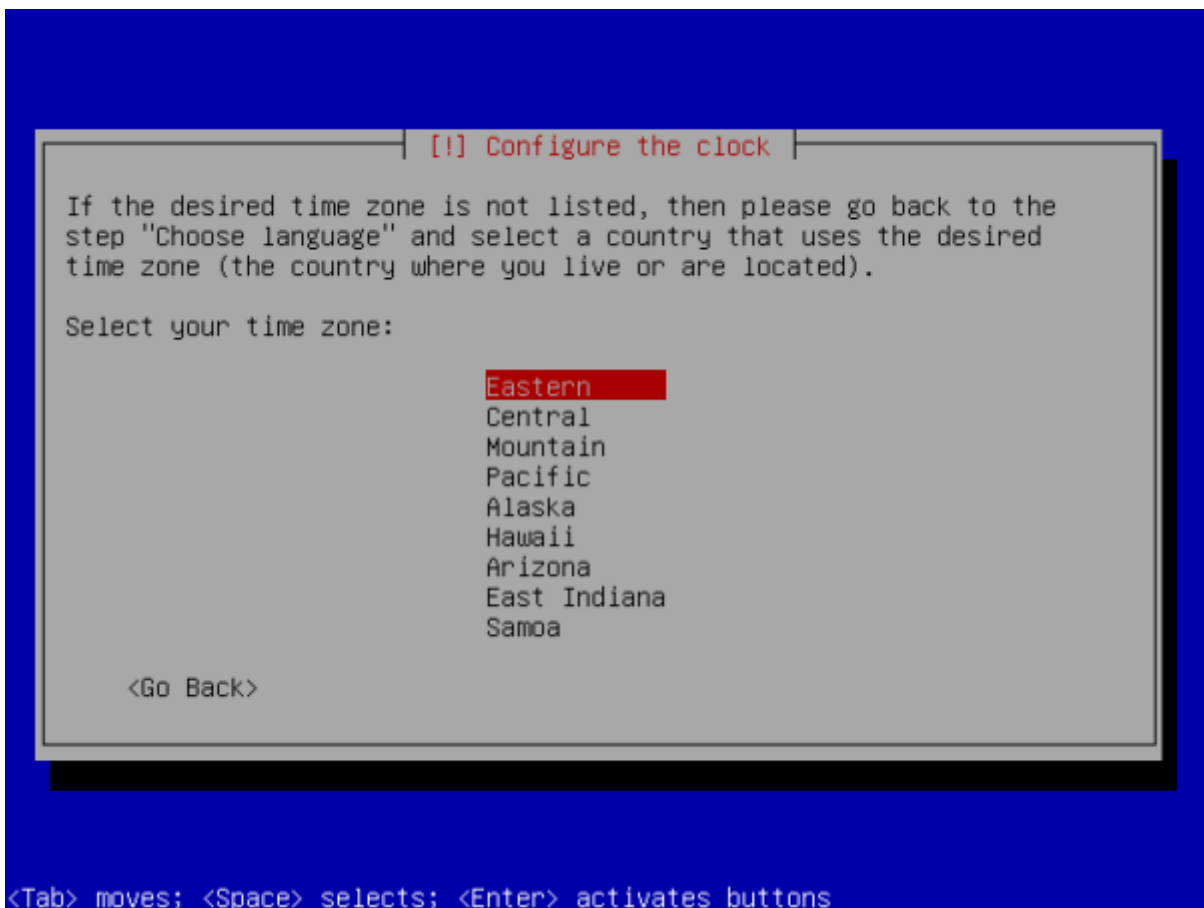 [!] Configure the clock
If the desired time zone is not listed, then please go back to the
step "Choose language" and select a country that uses the desired
time zone (the country where you live or are located).
Select your time zone:
Eastern
Central
Mountain
Pacific
Alaska
Hawaii
Arizona
East Indiana
Samoa
<Go Back>
<Tab> moves; <Space> selects; <Enter> activates buttons